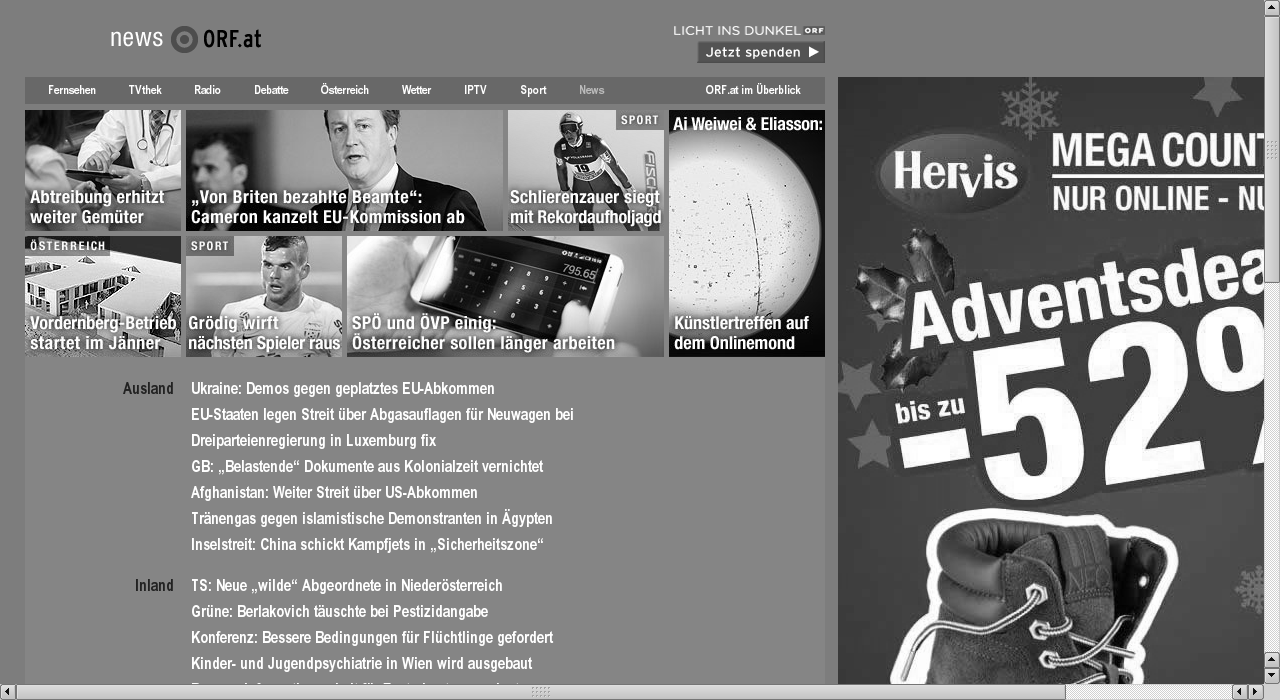 news ORF.at
LICHT INS DUNKEL ORF
Jetzt spenden
Fernsehen TVthek Radio Debatte Österreich Wetter IPTV Sport News ORF.at im Überblick
Abtreibung erhitzt
weiter Gemüter
„Von Briten bezahlte Beamte“:
Cameron kanzelt EU-Kommission ab
SPORT
Schlierenzauer siegt
mit Rekordaufholjagd
Ai Weiwei & Eliasson:
Künstlertreffen auf
dem Onlinemond
ÖSTERREICH
Vordernberg-Betrieb
startet im Jänner
SPORT
Grödig wirft
nächsten Spieler raus
795.65
SPÖ und ÖVP einig:
Österreicher sollen länger arbeiten
Ausland
Ukraine: Demos gegen geplatztes EU-Abkommen
EU-Staaten legen Streit über Abgasauflagen für Neuwagen bei
Dreiparteienregierung in Luxemburg fix
GB: „Belastende“ Dokumente aus Kolonialzeit vernichtet
Afghanistan: Weiter Streit über US-Abkommen
Tränengas gegen islamistische Demonstranten in Ägypten
Inselstreit: China schickt Kampfjets in „Sicherheitszone“
Inland
TS: Neue „wilde“ Abgeordnete in Niederösterreich
Grüne: Berlakovich täuschte bei Pestizidangabe
Konferenz: Bessere Bedingungen für Flüchtlinge gefordert
Kinder- und Jugendpsychiatrie in Wien wird ausgebaut
Hervis
MEGA COUNT
NUR ONLINE - NU
Adventsdea
bis zu
-52%